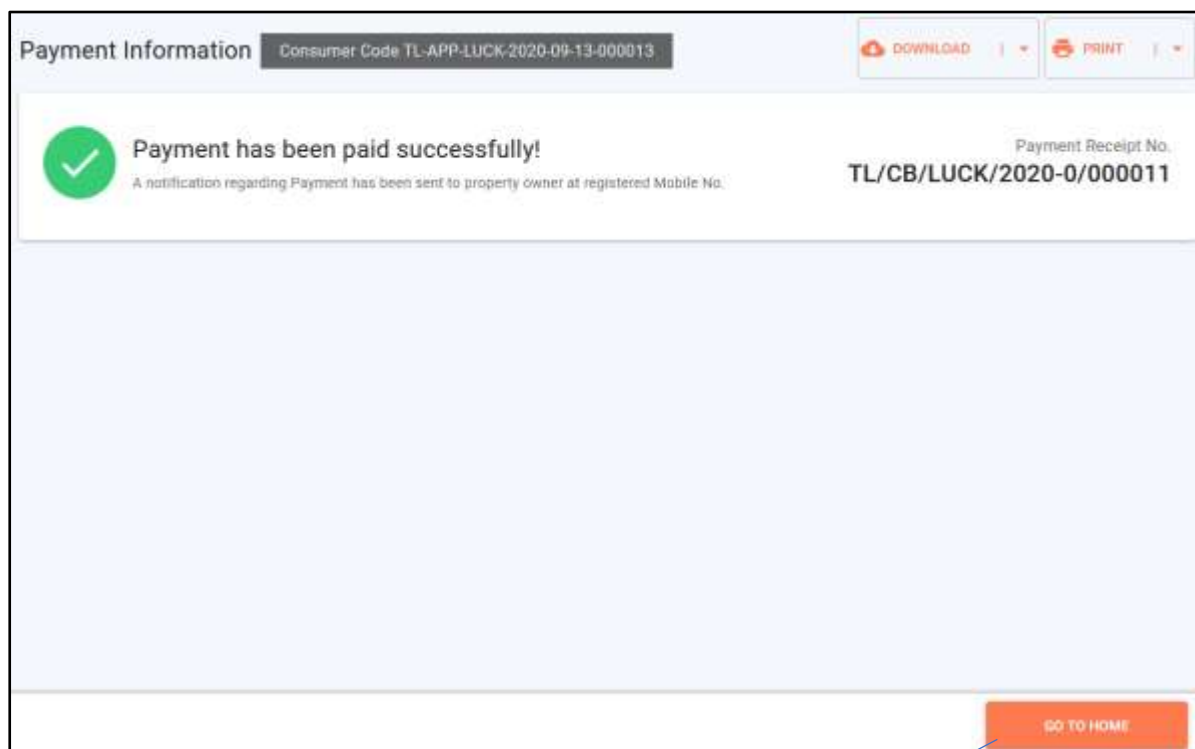 Payment Information Consumer Code TL-APP-LUCK-2020-09-13-000013 DOWNLOAD PRINT
Payment has been paid successfully!
A notification regarding Payment has been sent to property owner at registered Mobile No.
Payment Receipt No.
TL/CB/LUCK/2020-0/000011
GO TO HOME